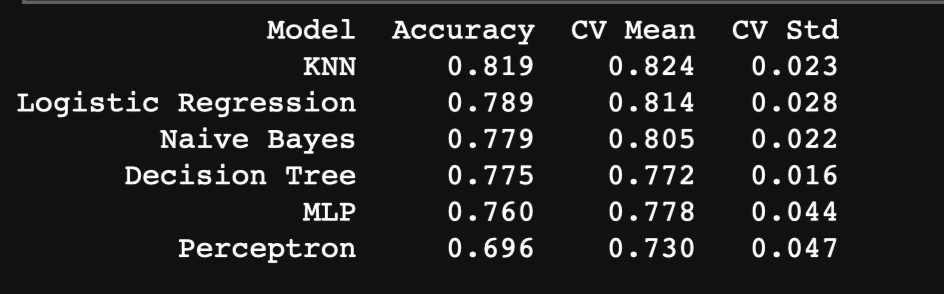 Model Accuracy CV Mean CV Std
KNN 0.819 0.824 0.023
Logistic Regression 0.789 0.814 0.028
Naive Bayes 0.779 0.805 0.022
Decision Tree 0.775 0.772 0.016
MLP 0.760 0.778 0.044
Perceptron 0.696 0.730 0.047